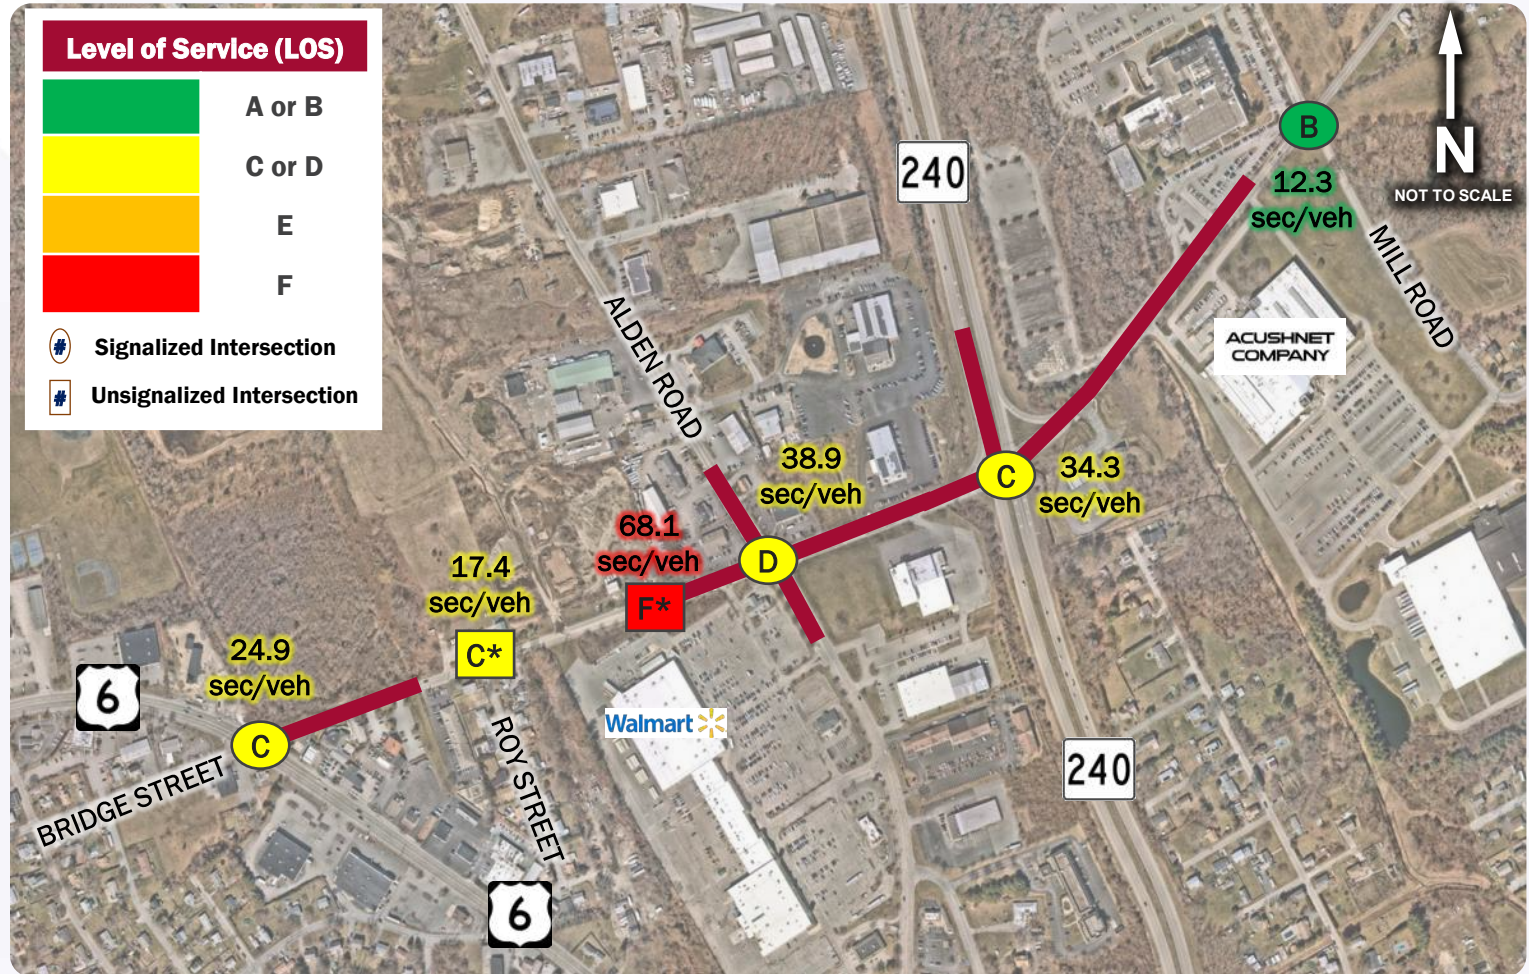 Level of Service (LOS)
A or B
C or D
E
F
# Signalized Intersection
# Unsignalized Intersection
240
B
12.3
sec/veh
N
NOT TO SCALE
MILL ROAD
ACUSHNET
COMPANY
ALDEN ROAD
38.9
sec/veh
C
34.3
sec/veh
68.1
sec/veh
D
17.4
sec/veh
F*
24.9
sec/veh
C*
6
C
BRIDGE STREET
ROY STREET
Walmart
240
6